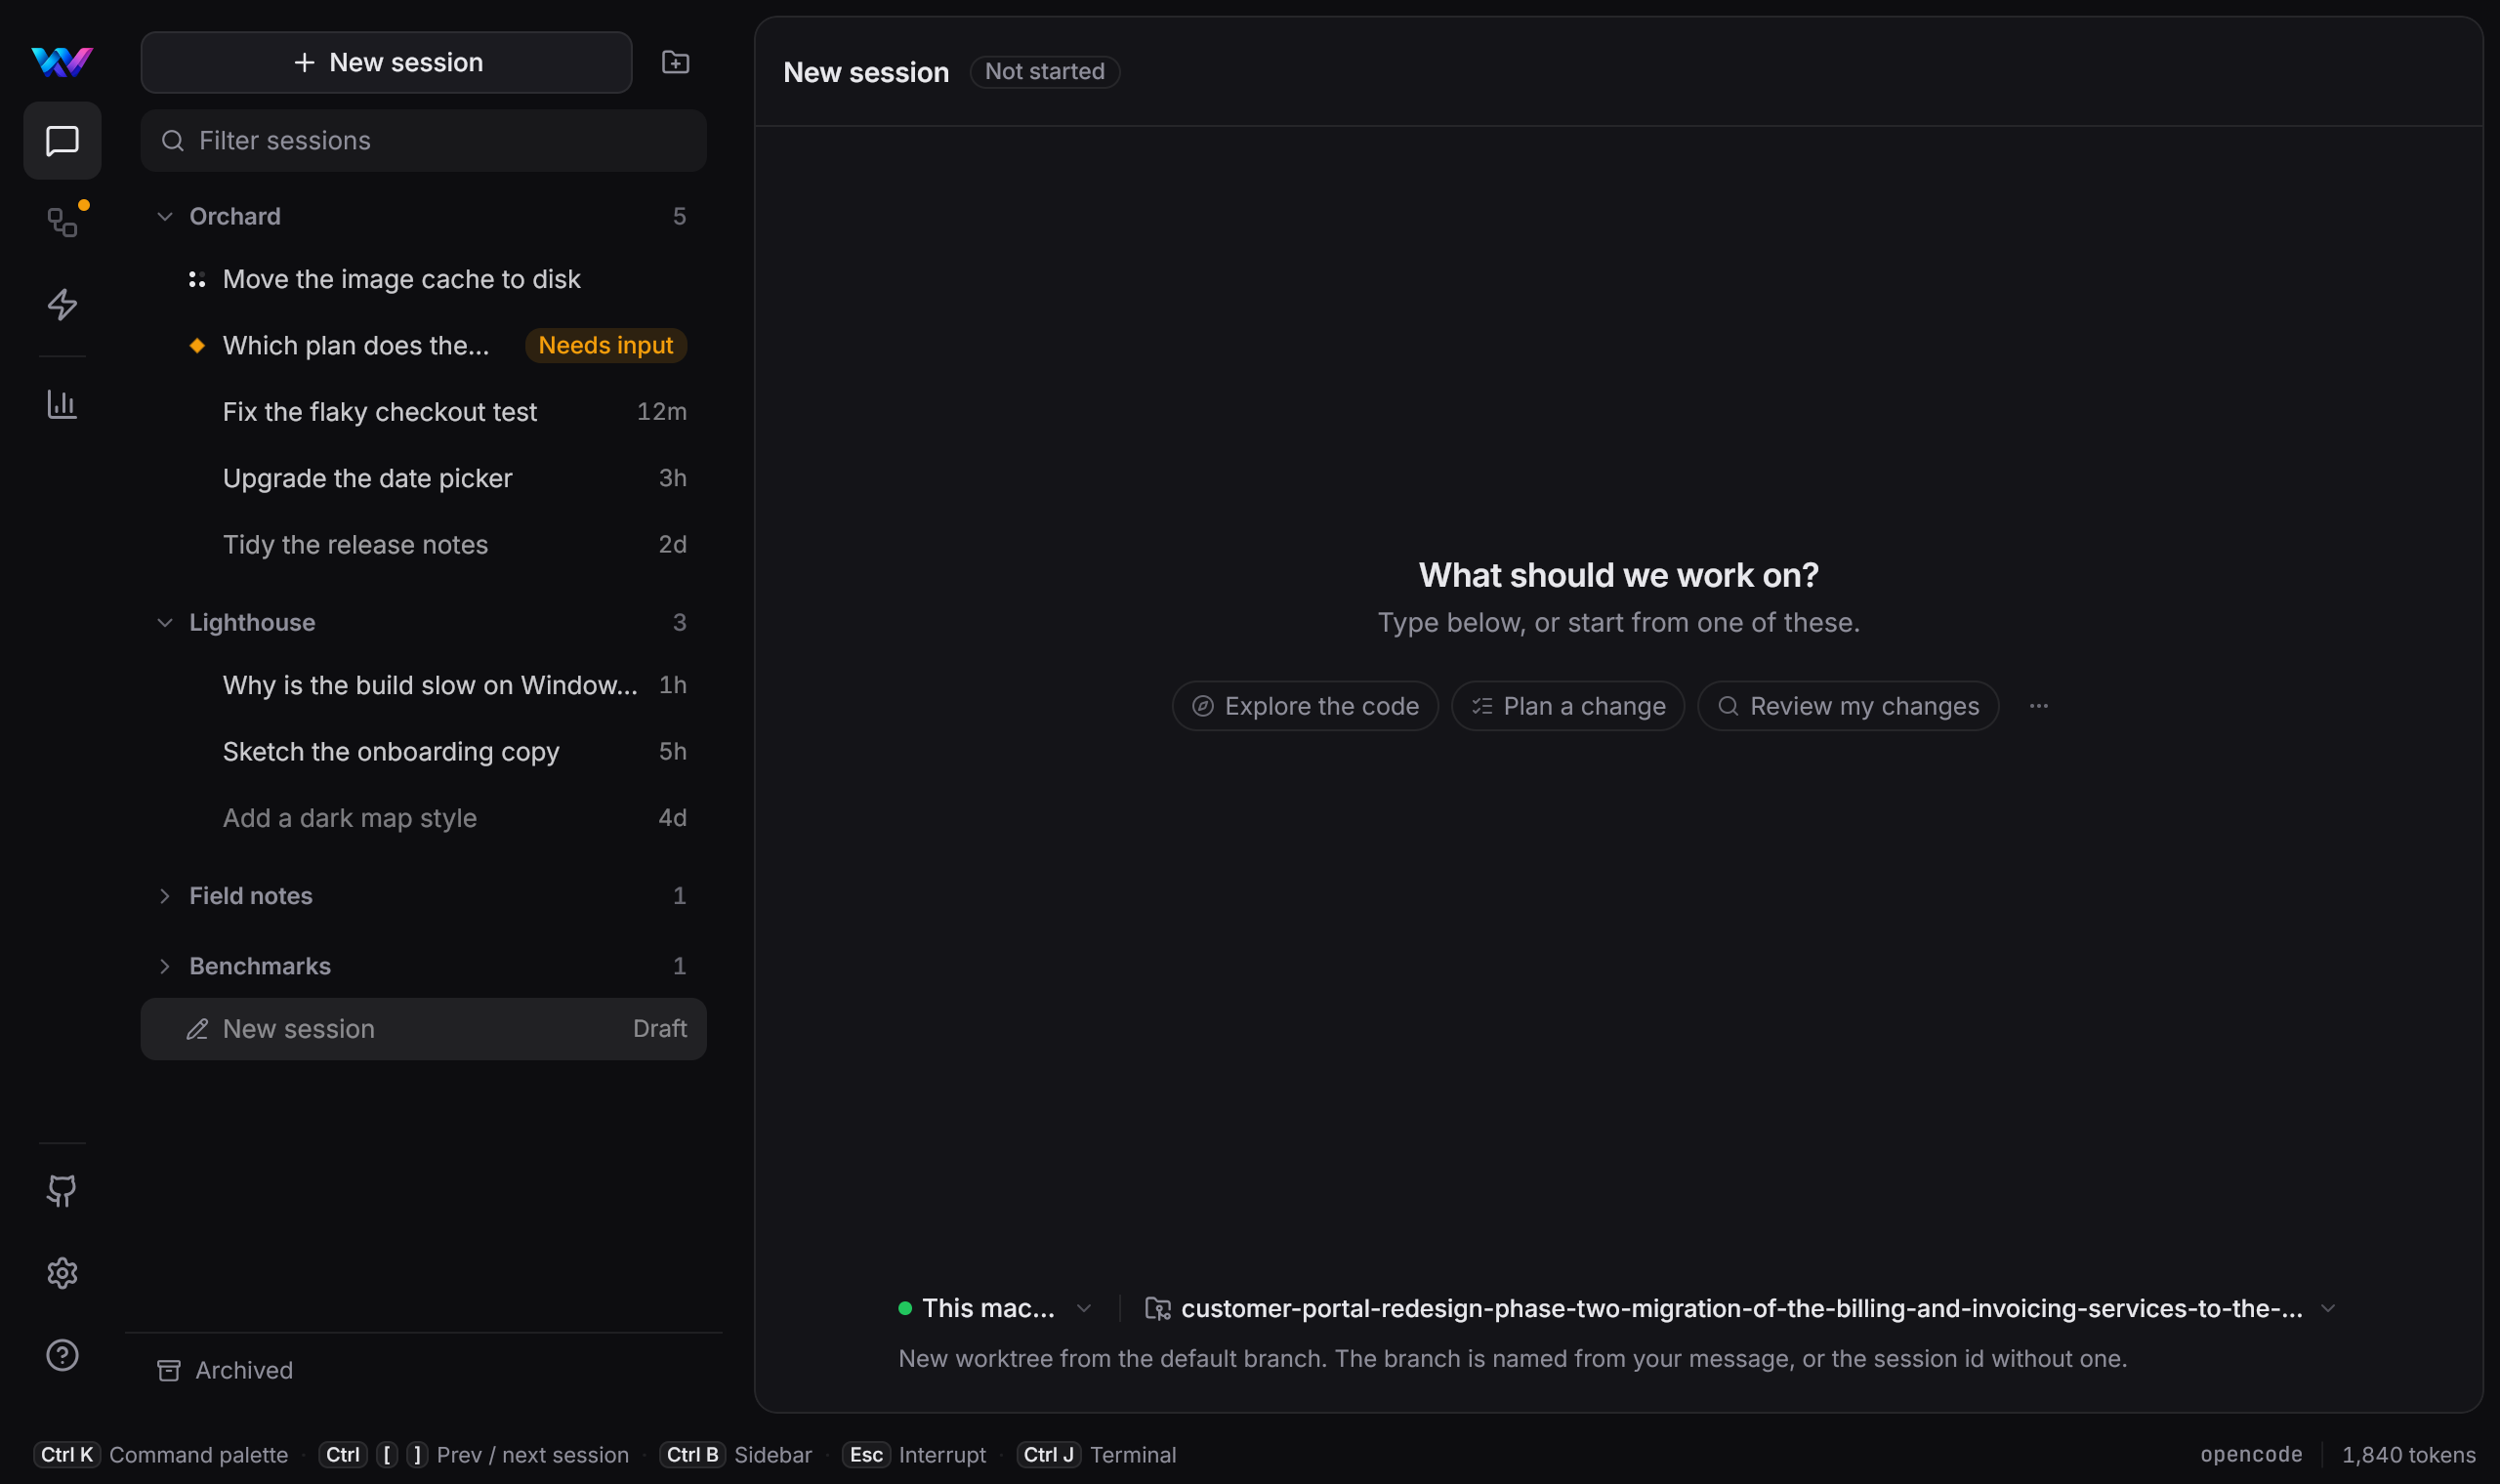 New session
Filter sessions
Orchard 5
Move the image cache to disk
Which plan does the... Needs input
Fix the flaky checkout test 12m
Upgrade the date picker 3h
Tidy the release notes 2d
Lighthouse 3
Why is the build slow on Window... 1h
Sketch the onboarding copy 5h
Add a dark map style 4d
Field notes 1
Benchmarks 1
New session Draft
Archived
New session Not started
What should we work on?
Type below, or start from one of these.
Explore the code Plan a change Review my changes ...
This mac... customer-portal-redesign-phase-two-migration-of-the-billing-and-invoicing-services-to-the-...
New worktree from the default branch. The branch is named from your message, or the session id without one.
Ctrl K Command palette · Ctrl [ ] Prev / next session · Ctrl B Sidebar · Esc Interrupt · Ctrl J Terminal opencode 1,840 tokens